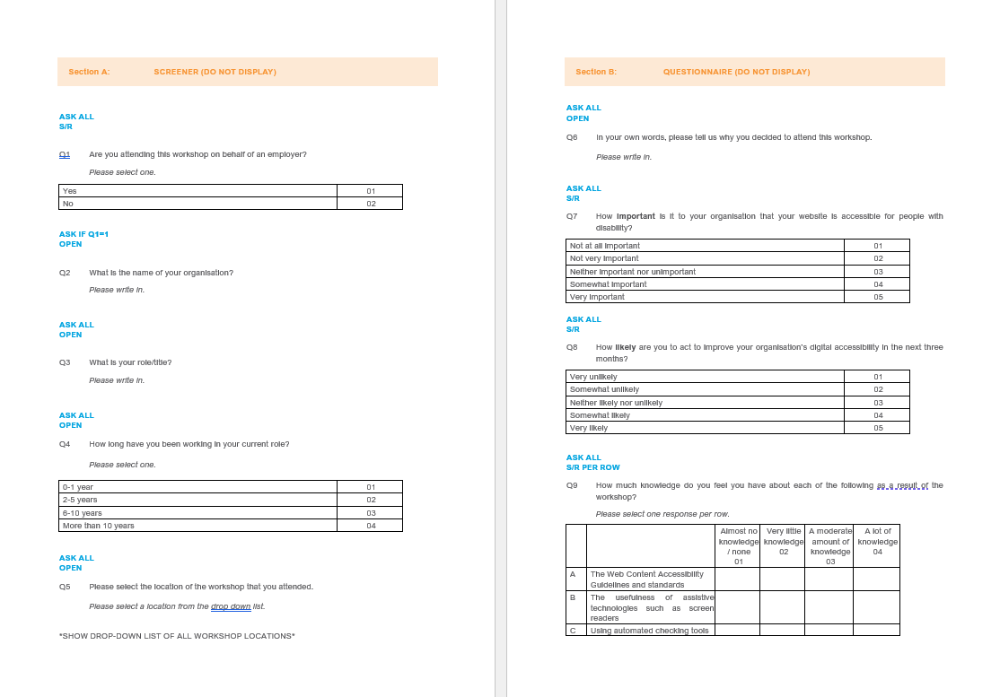 Section A: SCREENER (DO NOT DISPLAY)
ASK ALL
S/R
Q1 Are you attending this workshop on behalf of an employer?
Please select one.
Yes 01
No 02
ASK IF Q1=1
OPEN
Q2 What is the name of your organisation?
Please write in.
ASK ALL
OPEN
Q3 What is your role/title?
Please write in.
ASK ALL
OPEN
Q4 How long have you been working in your current role?
Please select one.
0-1 year 01
2-5 years 02
6-10 years 03
More than 10 years 04
ASK ALL
OPEN
Q5 Please select the location of the workshop that you attended.
Please select a location from the drop down list.
*SHOW DROP-DOWN LIST OF ALL WORKSHOP LOCATIONS*
Section B: QUESTIONNAIRE (DO NOT DISPLAY)
ASK ALL
OPEN
Q6 In your own words, please tell us why you decided to attend this workshop.
Please write in.
ASK ALL
S/R
Q7 How important is it to your organisation that your website is accessible for people with
disability?
Not at all important 01
Not very important 02
Neither important nor unimportant 03
Somewhat important 04
Very important 05
ASK ALL
S/R
Q8 How likely are you to act to improve your organisation's digital accessibility in the next three
months?
Very unlikely 01
Somewhat unlikely 02
Neither likely nor unlikely 03
Somewhat likely 04
Very likely 05
ASK ALL
S/R PER ROW
Q9 How much knowledge do you feel you have about each of the following as a result of the
workshop?
Please select one response per row.
Almost no Very little A moderate A lot of
knowledge knowledge amount of knowledge
/ none 02 knowledge 04
01 03
A The Web Content Accessibility
Guidelines and standards
B The usefulness of assistive
technologies such as screen
readers
C Using automated checking tools